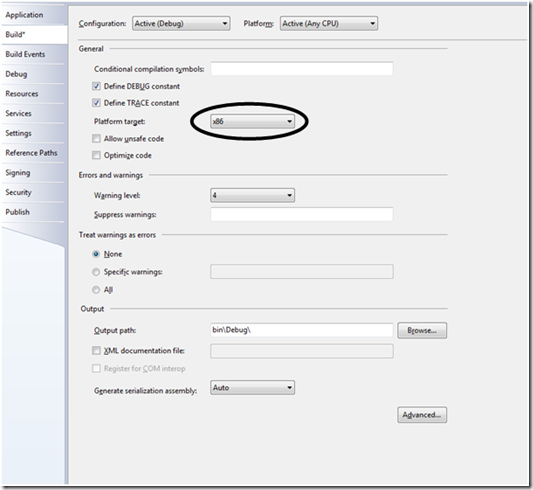 Application
Build*
Build Events
Debug
Resources
Services
Settings
Reference Paths
Signing
Security
Publish
Configuration: Active (Debug) Platform: Active (Any CPU)
General
Conditional compilation symbols:
Define DEBUG constant
Define TRACE constant
Platform target: x86
Allow unsafe code
Optimize code
Errors and warnings
Warning level: 4
Suppress warnings:
Treat warnings as errors
None
Specific warnings:
All
Output
Output path: bin\Debug\ Browse...
XML documentation file:
Register for COM interop
Generate serialization assembly: Auto
Advanced...